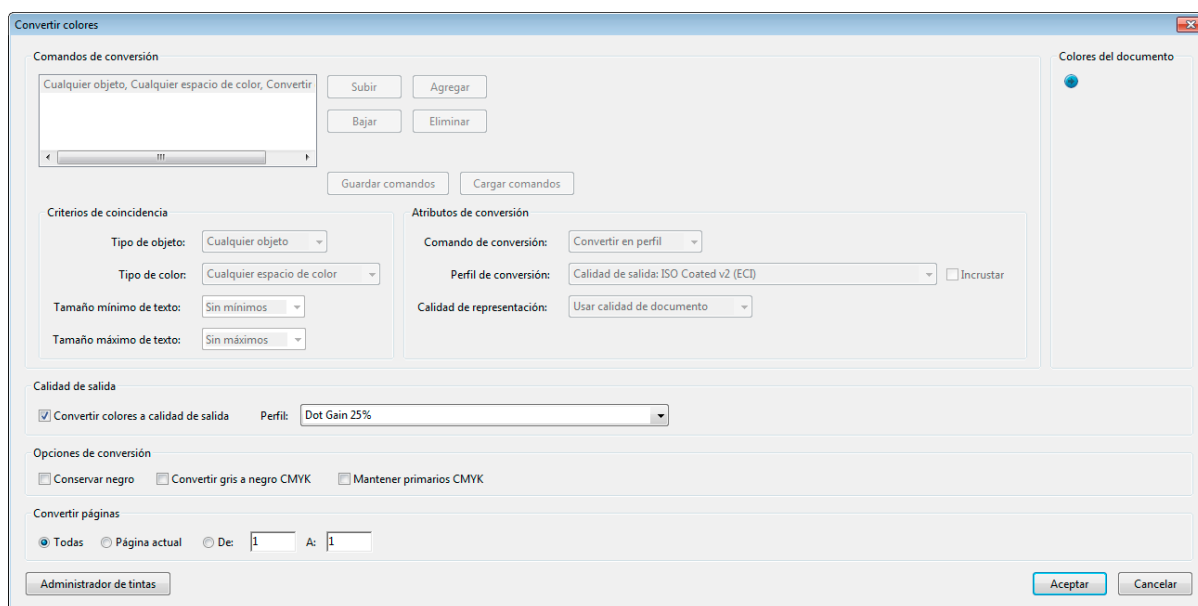 Convertir colores
Comandos de conversión
Colores del documento
Cualquier objeto, Cualquier espacio de color, Convertir
Subir
Agregar
Bajar
Eliminar
Guardar comandos
Cargar comandos
Criterios de coincidencia
Atributos de conversión
Tipo de objeto: Cualquier objeto
Comando de conversión: Convertir en perfil
Tipo de color: Cualquier espacio de color
Perfil de conversión: Calidad de salida: ISO Coated v2 (ECI)
Incrustar
Tamaño mínimo de texto: Sin mínimos
Calidad de representación: Usar calidad de documento
Tamaño máximo de texto: Sin máximos
Calidad de salida
Convertir colores a calidad de salida Perfil: Dot Gain 25%
Opciones de conversión
Conservar negro Convertir gris a negro CMYK Mantener primarios CMYK
Convertir páginas
Todas Página actual De: 1 A: 1
Administrador de tintas
Aceptar
Cancelar